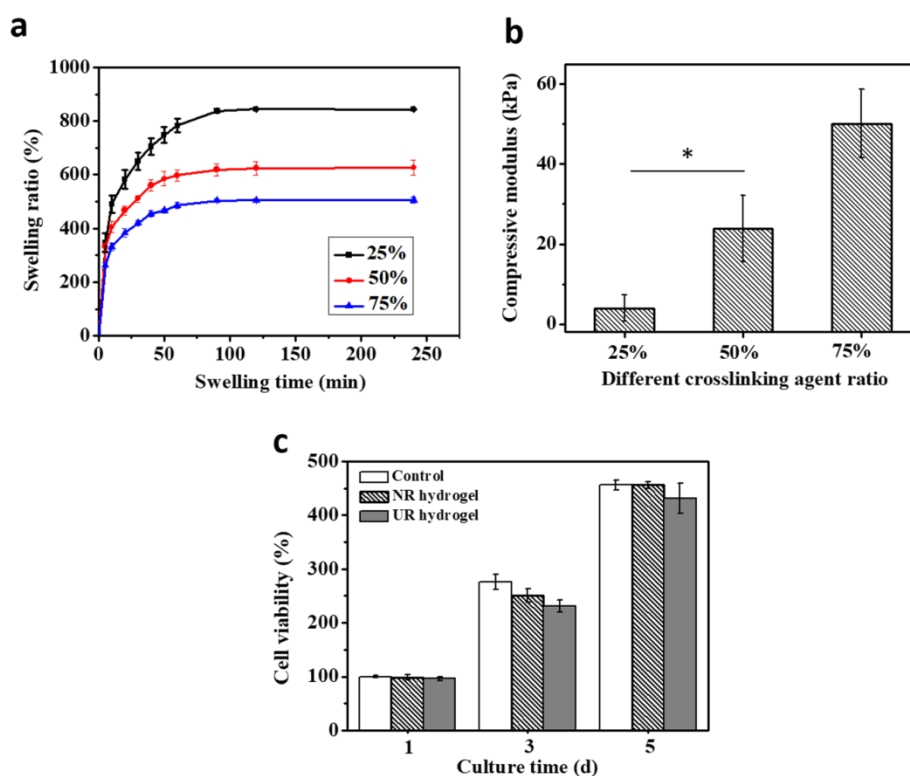 a
1000
800
600
400
200
0
Swelling ratio (%)
25%
50%
75%
0 50 100 150 200 250
Swelling time (min)
b
60
40
20
0
Compressive modulus (kPa)
*
25% 50% 75%
Different crosslinking agent ratio
c
500
400
300
200
100
0
Cell viability (%)
Control
NR hydrogel
UR hydrogel
1 3 5
Culture time (d)